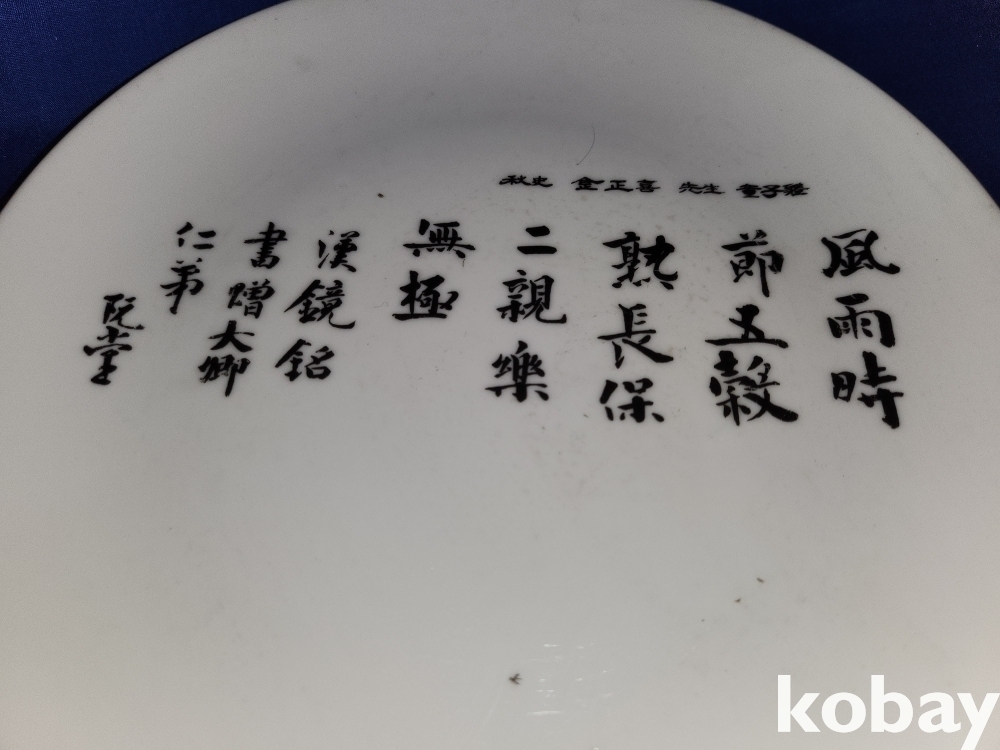 秋史 金正喜 先生
風雨時
節五穀
熟長保
二親樂
無極
漢鏡銘
書贈大卿
仁弟
阮堂
kobay